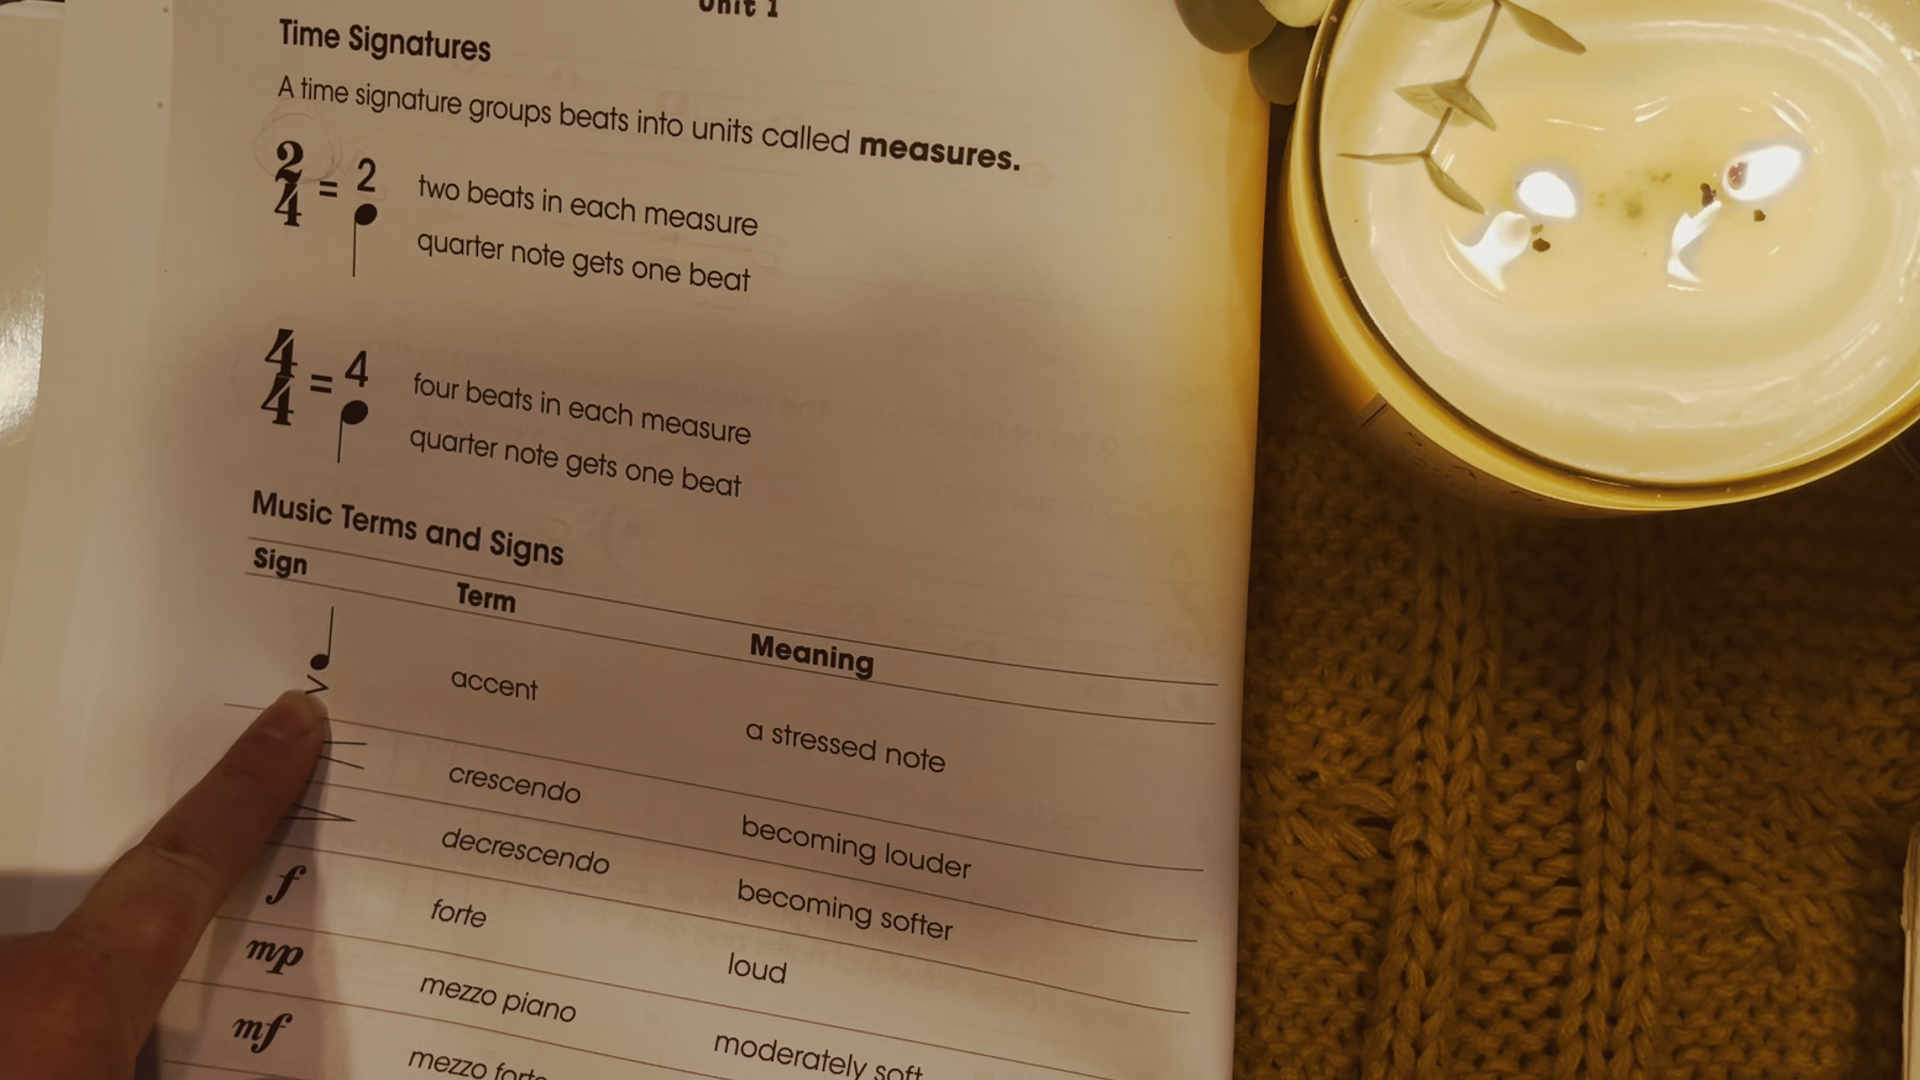 Unit 1
Time Signatures
A time signature groups beats into units called measures.
2
4 = 2 two beats in each measure
quarter note gets one beat
4
4 = 4 four beats in each measure
quarter note gets one beat
Music Terms and Signs
Sign Term Meaning
> accent a stressed note
crescendo becoming louder
decrescendo becoming softer
f forte loud
mp mezzo piano moderately soft
mf mezzo forte